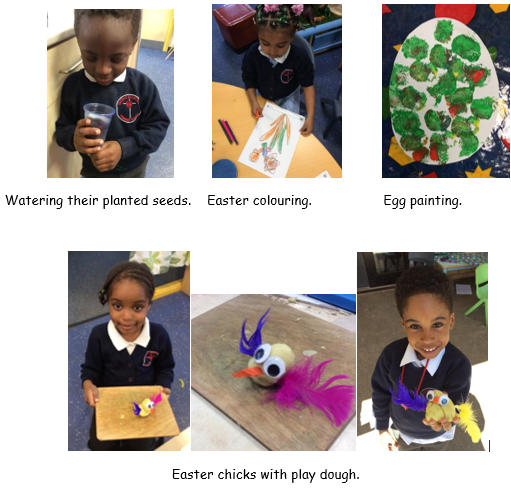 Watering their planted seeds. Easter colouring. Egg painting.
Easter chicks with play dough.